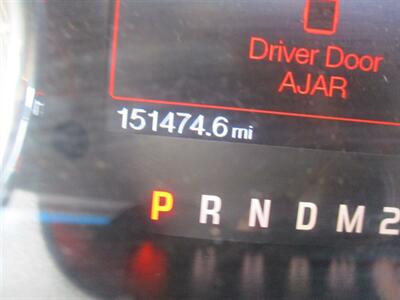 Driver Door
AJAR
151474.6 mi
P R N D M 2